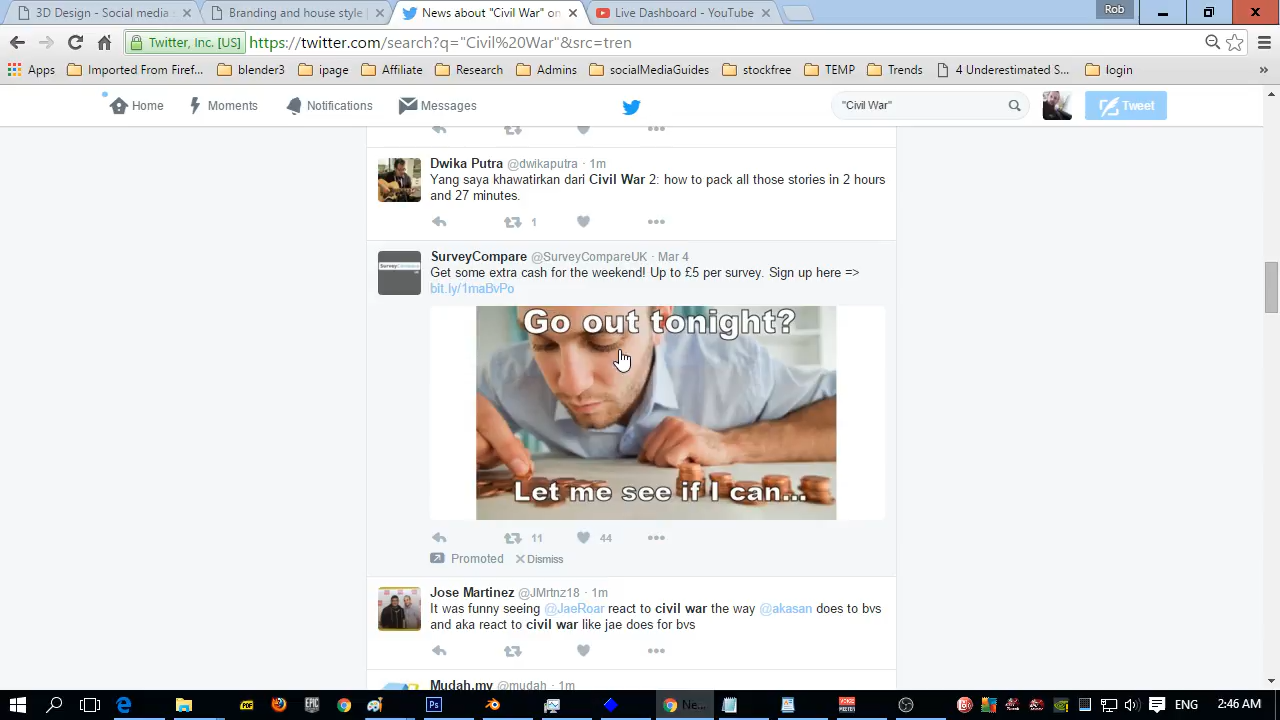 3D Design - Social media
Branding and house style
News about "Civil War" on
Live Dashboard - YouTube
Rob
Twitter, Inc. [US]
https://twitter.com/search?q="Civil%20War"&src=tren
Apps
Imported From Firef...
blender3
ipage
Affiliate
Research
Admins
socialMediaGuides
stockfree
TEMP
Trends
4 Underestimated S...
login
»
Home
Moments
Notifications
Messages
"Civil War"
Tweet
Dwika Putra @dwikaputra · 1m
Yang saya khawatirkan dari Civil War 2: how to pack all those stories in 2 hours
and 27 minutes.
1
SurveyCompare @SurveyCompareUK · Mar 4
Get some extra cash for the weekend! Up to £5 per survey. Sign up here =>
bit.ly/1maBvPo
Go out tonight?
Let me see if I can...
11
44
Promoted
Dismiss
Jose Martinez @JMrtnz18 · 1m
It was funny seeing @JaeRoar react to civil war the way @akasan does to bvs
and aka react to civil war like jae does for bvs
Mudah.my @mudah · 1m
Ne...
ENG
2:46 AM